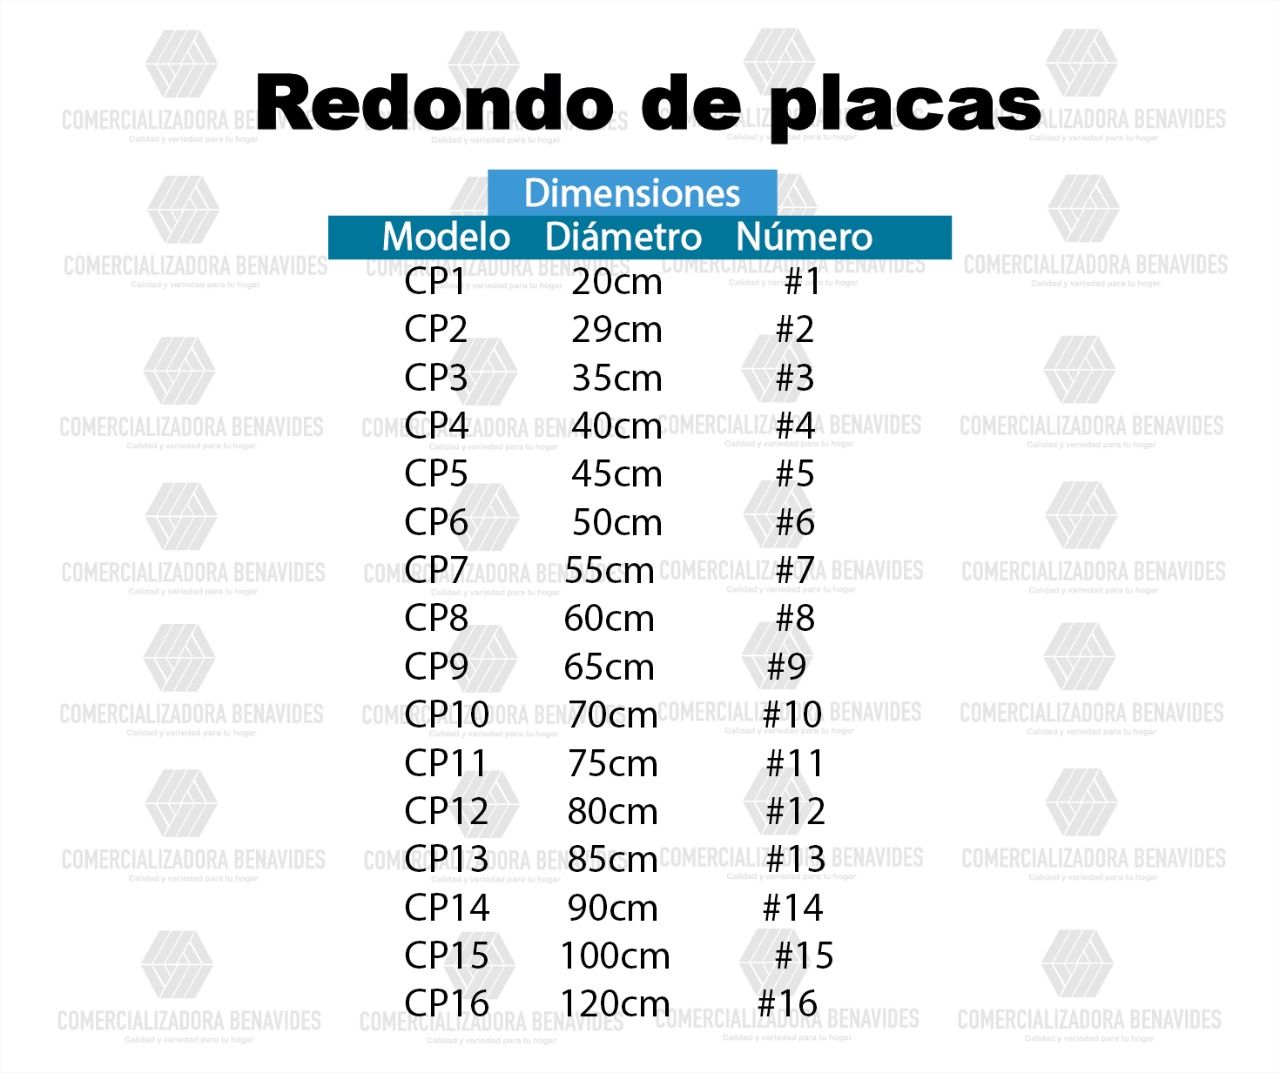 Redondo de placas
Dimensiones
Modelo Diámetro Número
CP1 20cm #1
CP2 29cm #2
CP3 35cm #3
CP4 40cm #4
CP5 45cm #5
CP6 50cm #6
CP7 55cm #7
CP8 60cm #8
CP9 65cm #9
CP10 70cm #10
CP11 75cm #11
CP12 80cm #12
CP13 85cm #13
CP14 90cm #14
CP15 100cm #15
CP16 120cm #16
COMERCIALIZADORA BENAVIDES
Calidad y variedad para tu hogar